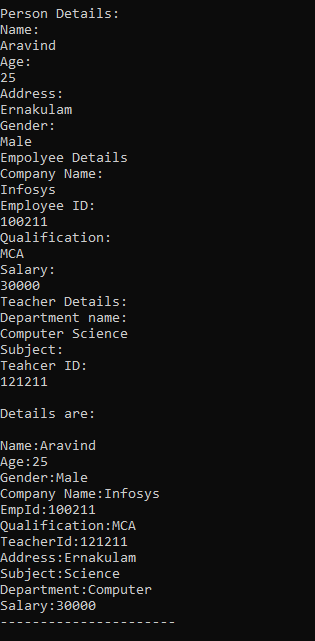 Person Details:
Name:
Aravind
Age:
25
Address:
Ernakulam
Gender:
Male
Empolyee Details
Company Name:
Infosys
Employee ID:
100211
Qualification:
MCA
Salary:
30000
Teacher Details:
Department name:
Computer Science
Subject:
Teahcer ID:
121211

Details are:

Name:Aravind
Age:25
Gender:Male
Company Name:Infosys
EmpId:100211
Qualification:MCA
TeacherId:121211
Address:Ernakulam
Subject:Science
Department:Computer
Salary:30000
----------------------